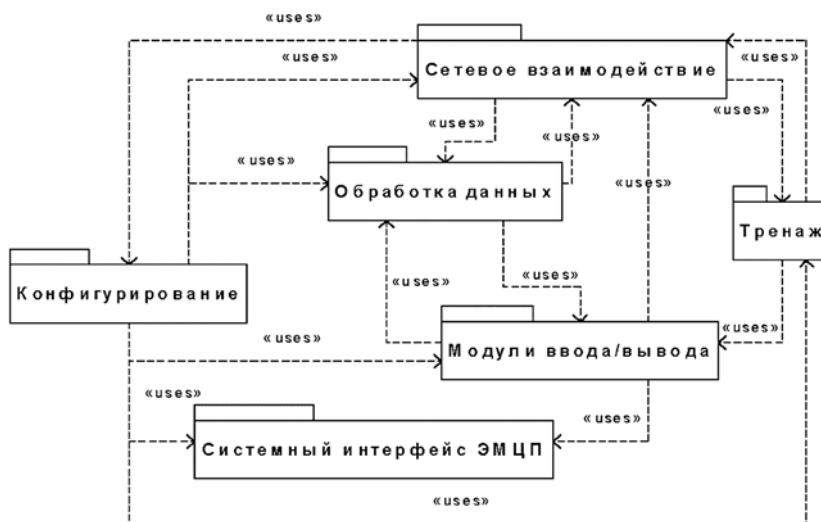 «uses»
«uses»
Сетевое взаимодействие
«uses»
«uses»
«uses»
«uses»
«uses»
Обработка данных
«uses»
Тренаж
Конфигурирование
«uses»
«uses»
«uses»
«uses»
Модули ввода/вывода
«uses»
«uses»
Системный интерфейс ЭМЦП
«uses»